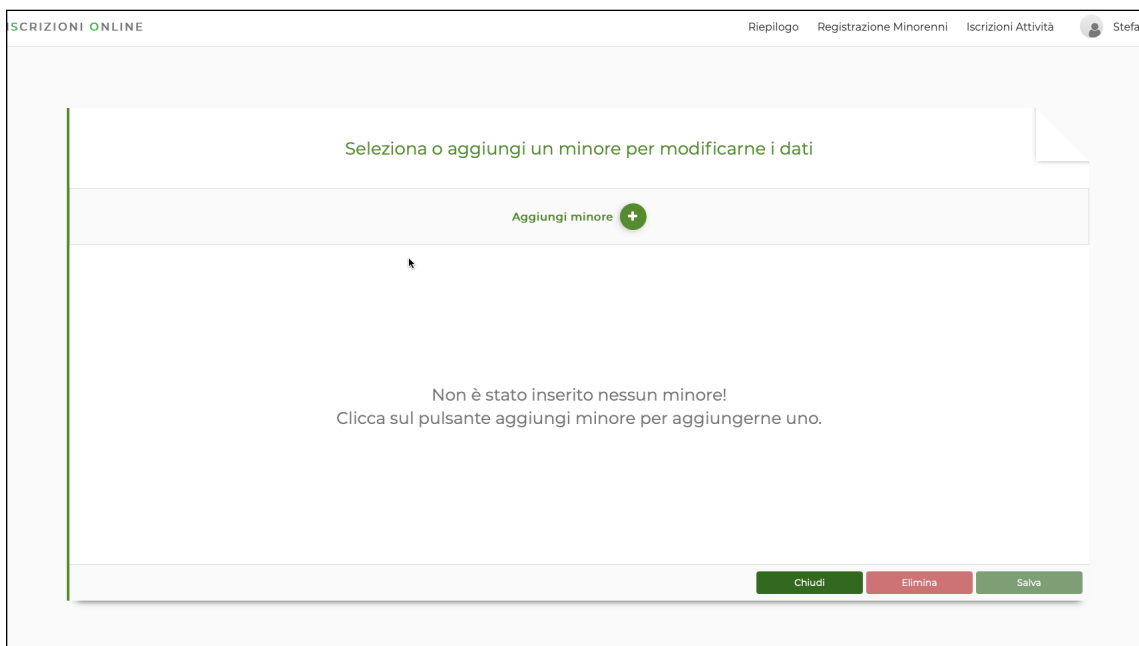 ISCRIZIONI ONLINE
Riepilogo Registrazione Minorenni Iscrizioni Attività Stefa
Seleziona o aggiungi un minore per modificarne i dati
Aggiungi minore +
Non è stato inserito nessun minore!
Clicca sul pulsante aggiungi minore per aggiungerne uno.
Chiudi Elimina Salva